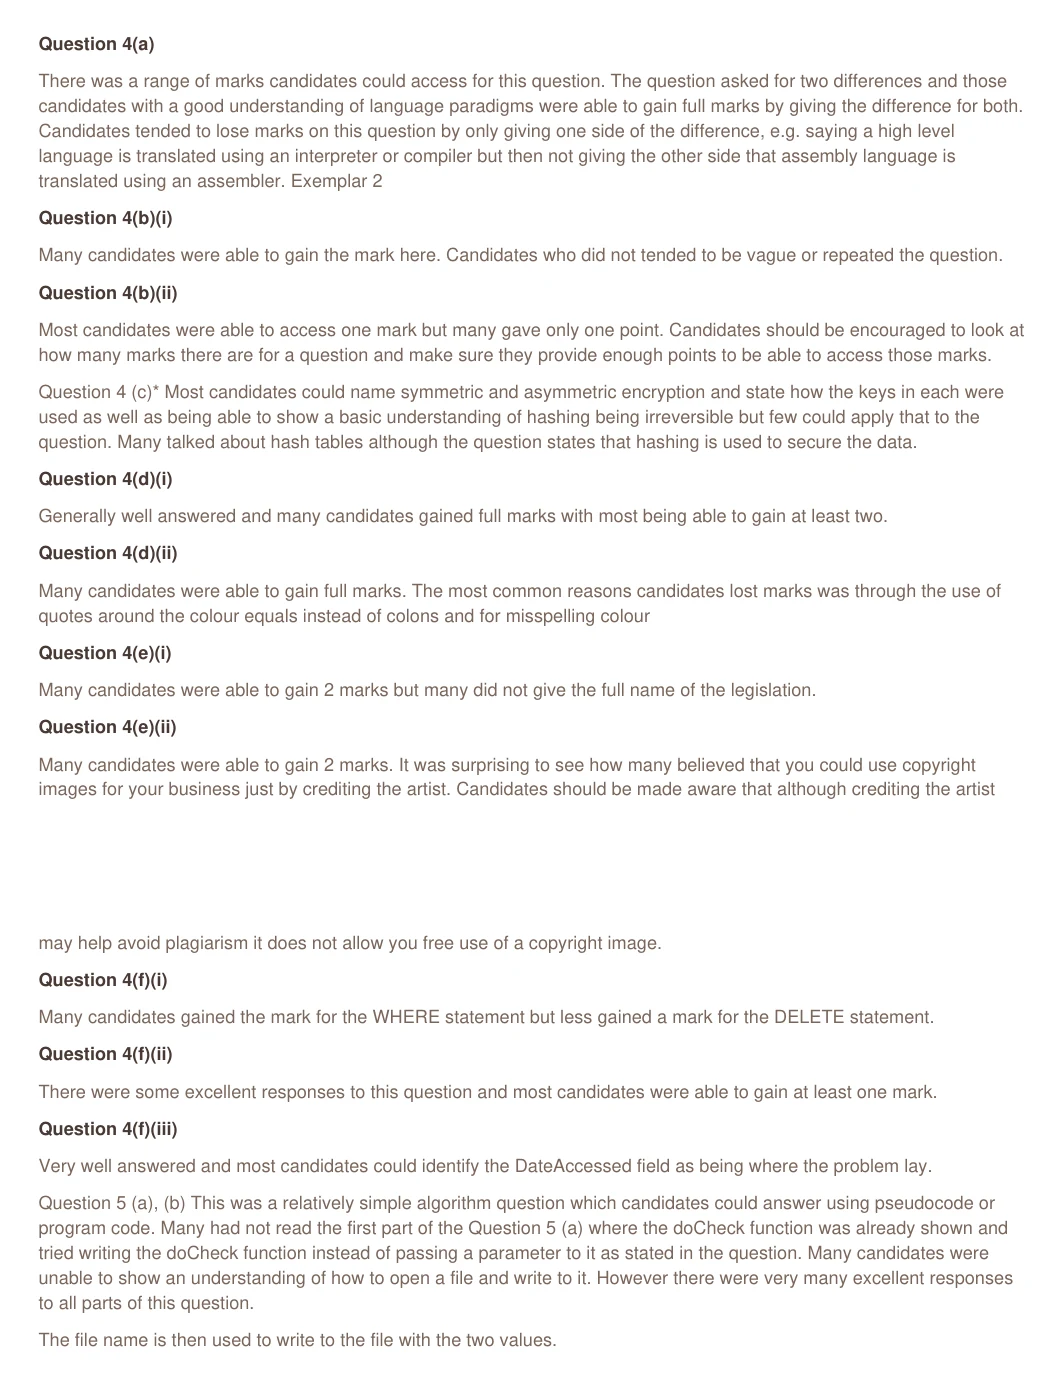 Question 4(a)
There was a range of marks candidates could access for this question. The question asked for two differences and those
candidates with a good understanding of language paradigms were able to gain full marks by giving the difference for both.
Candidates tended to lose marks on this question by only giving one side of the difference, e.g. saying a high level
language is translated using an interpreter or compiler but then not giving the other side that assembly language is
translated using an assembler. Exemplar 2
Question 4(b)(i)
Many candidates were able to gain the mark here. Candidates who did not tended to be vague or repeated the question.
Question 4(b)(ii)
Most candidates were able to access one mark but many gave only one point. Candidates should be encouraged to look at
how many marks there are for a question and make sure they provide enough points to be able to access those marks.
Question 4 (c)* Most candidates could name symmetric and asymmetric encryption and state how the keys in each were
used as well as being able to show a basic understanding of hashing being irreversible but few could apply that to the
question. Many talked about hash tables although the question states that hashing is used to secure the data.
Question 4(d)(i)
Generally well answered and many candidates gained full marks with most being able to gain at least two.
Question 4(d)(ii)
Many candidates were able to gain full marks. The most common reasons candidates lost marks was through the use of
quotes around the colour equals instead of colons and for misspelling colour
Question 4(e)(i)
Many candidates were able to gain 2 marks but many did not give the full name of the legislation.
Question 4(e)(ii)
Many candidates were able to gain 2 marks. It was surprising to see how many believed that you could use copyright
images for your business just by crediting the artist. Candidates should be made aware that although crediting the artist
may help avoid plagiarism it does not allow you free use of a copyright image.
Question 4(f)(i)
Many candidates gained the mark for the WHERE statement but less gained a mark for the DELETE statement.
Question 4(f)(ii)
There were some excellent responses to this question and most candidates were able to gain at least one mark.
Question 4(f)(iii)
Very well answered and most candidates could identify the DateAccessed field as being where the problem lay.
Question 5 (a), (b) This was a relatively simple algorithm question which candidates could answer using pseudocode or
program code. Many had not read the first part of the Question 5 (a) where the doCheck function was already shown and
tried writing the doCheck function instead of passing a parameter to it as stated in the question. Many candidates were
unable to show an understanding of how to open a file and write to it. However there were very many excellent responses
to all parts of this question.
The file name is then used to write to the file with the two values.